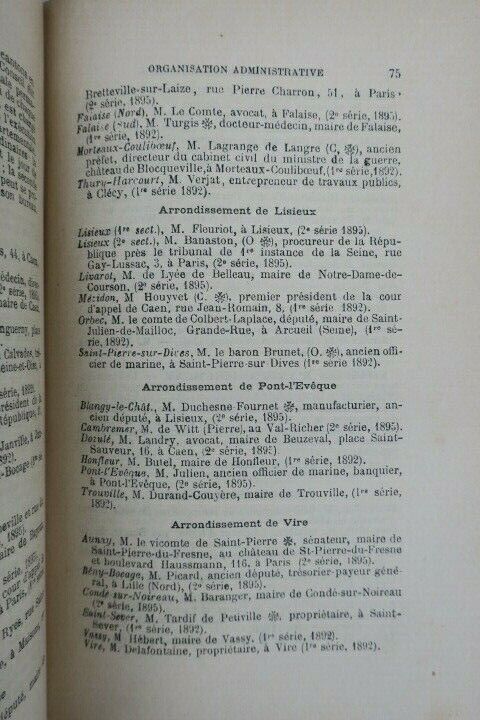 ORGANISATION ADMINISTRATIVE 75
Bretteville-sur-Laize, rue Pierre Charron, 51, à Paris
(2e série, 1895).
Falaise (Nord), M. Le Comte, avocat, à Falaise, (2e série, 1895).
Falaise (sud), M. Turgis ✽, docteur-médecin, maire de Falaise,
(1re série, 1892).
Morteaux-Coulibœuf, M. Lagrange de Langre (C, ✽), ancien
préfet, directeur du cabinet civil du ministre de la guerre,
château de Blocqueville, à Morteaux-Coulibœuf, (1re série, 1892).
Thury-Harcourt, M. Verjat, entrepreneur de travaux publics,
à Clécy, (1re série 1892).
Arrondissement de Lisieux
Lisieux (1re sect.), M. Fleuriot, à Lisieux, (2e série 1895).
Lisieux (2e sect.), M. Banaston, (O ✽), procureur de la Répu-
blique près le tribunal de 1re instance de la Seine, rue
Gay-Lussac, 3, à Paris, (2e série, 1895).
Livarot, M. de Lyée de Belleau, maire de Notre-Dame-de-
Courson, (2e série, 1895).
Mézidon, M Houyvet (C. ✽), premier président de la cour
d'appel de Caen, rue Jean-Romain, 8, (1re série 1892).
Orbec, M. le comte de Colbert-Laplace, député, maire de Saint-
Julien-de-Mailloc, Grande-Rue, à Arcueil (Seine), (1re sé-
rie, 1892).
Saint-Pierre-sur-Dives, M. le baron Brunet, (O. ✽), ancien offi-
cier de marine, à Saint-Pierre-sur Dives (1re série 1892).
Arrondissement de Pont-l'Evêque
Blangy-le-Chât., M. Duchesne-Fournet ✽, manufacturier, an-
cien député, à Lisieux, (2e série, 1895).
Cambremer, M. de Witt (Pierre), au Val-Richer (2e série, 1895).
Dozulé, M. Landry, avocat, maire de Beuzeval, place Saint-
Sauveur, 16, à Caen, (2e série, 1895).
Honfleur, M. Butel, maire de Honfleur, (1re série, 1892).
Pont-l'Evêque, M. Julien, ancien officier de marine, banquier,
à Pont-l'Evêque, (2e série, 1895).
Trouville, M. Durand-Couyère, maire de Trouville, (1re série,
1892).
Arrondissement de Vire
Aunay, M. le vicomte de Saint-Pierre ✽, sénateur, maire de
Saint-Pierre-du-Fresne, au château de St-Pierre-du-Fresne
et boulevard Haussmann, 116, à Paris (2e série, 1895).
Bény-Bocage, M. Picard, ancien député, trésorier-payeur géné-
ral, à Lille (Nord), (2e série, 1895).
Condé sur-Noireau, M. Baranger, maire de Condé-sur-Noireau
(2e série, 1895).
Saint-Sever, M. Tardif de Petiville ✽, propriétaire, à Saint-
Sever, (1re série, 1892).
Vassy, M Hébert, maire de Vassy, (1re série, 1892).
Vire, M. Delafontaine, propriétaire, à Vire (1re série, 1892).